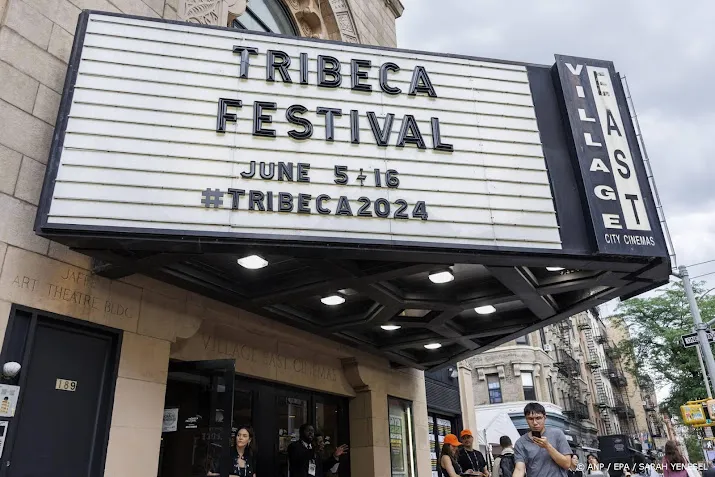 TRIBECA
FESTIVAL
JUNE 5-16
#TRIBECA2024
VILLAGE
EAST
CITY CINEMAS
JAFFE
ART THEATRE BLDG
VILLAGE EAST CINEMAS
189
© ANP / EPA / SARAH YENESEL